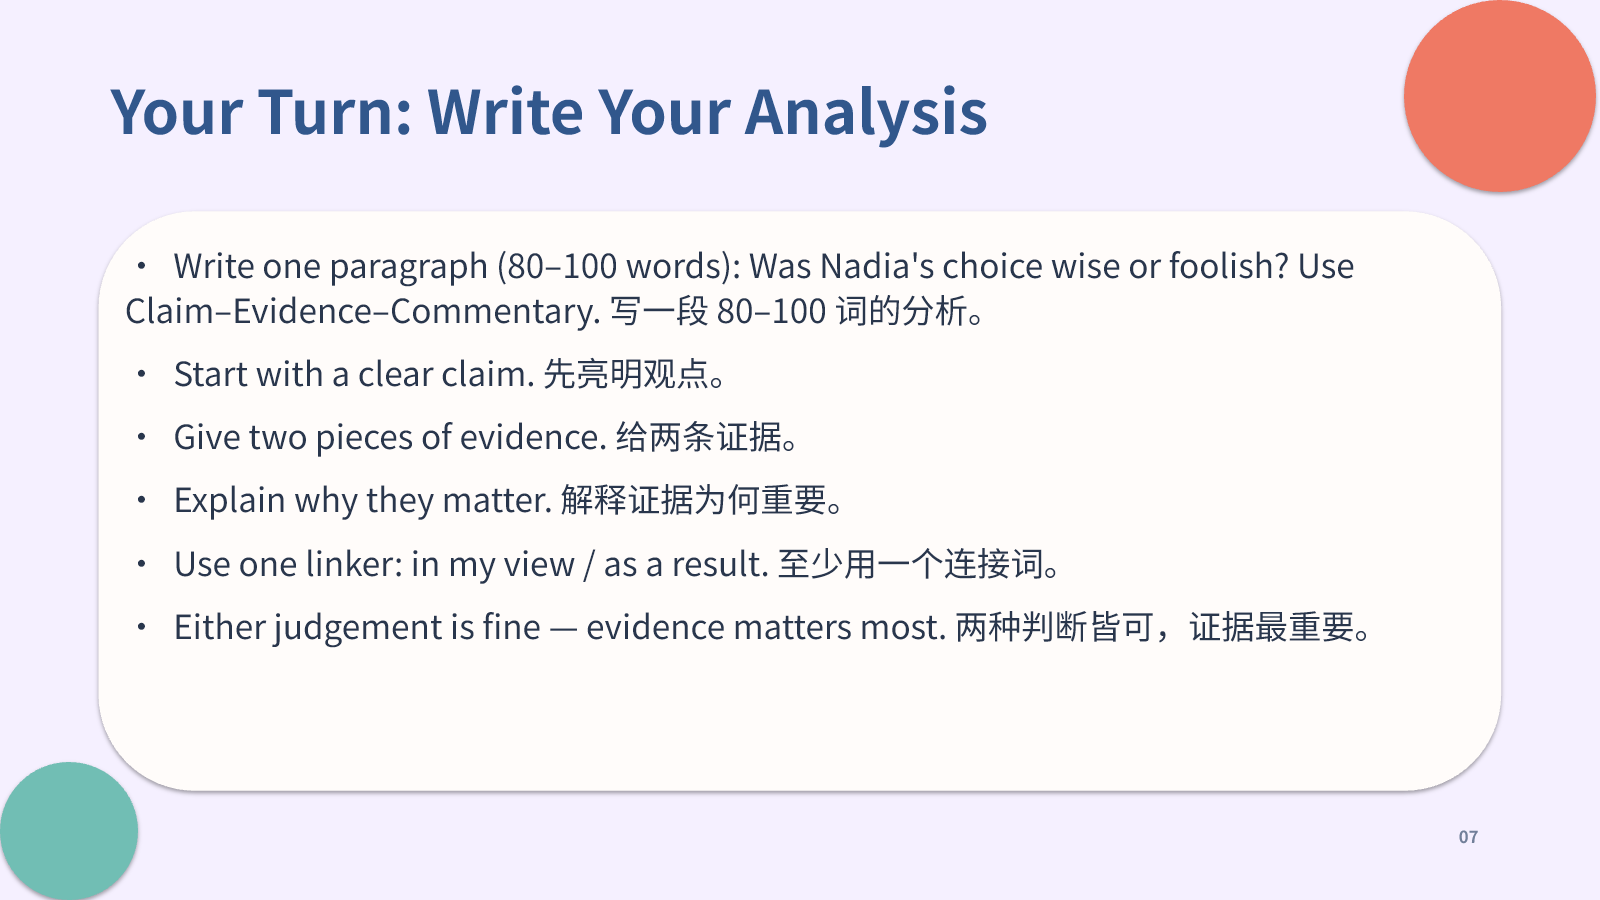 Your Turn: Write Your Analysis
• Write one paragraph (80–100 words): Was Nadia's choice wise or foolish? Use
Claim–Evidence–Commentary. 写一段 80–100 词的分析。
• Start with a clear claim. 先亮明观点。
• Give two pieces of evidence. 给两条证据。
• Explain why they matter. 解释证据为何重要。
• Use one linker: in my view / as a result. 至少用一个连接词。
• Either judgement is fine — evidence matters most. 两种判断皆可，证据最重要。
07